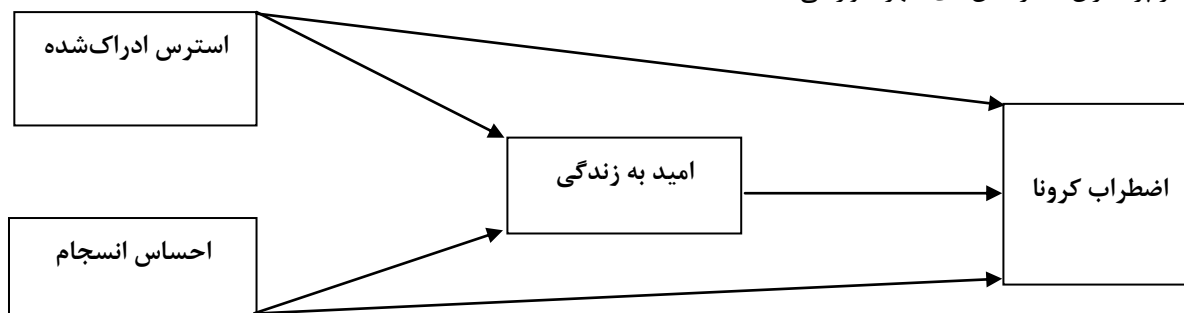 استرس ادراک‌شده
امید به زندگی
اضطراب کرونا
احساس انسجام